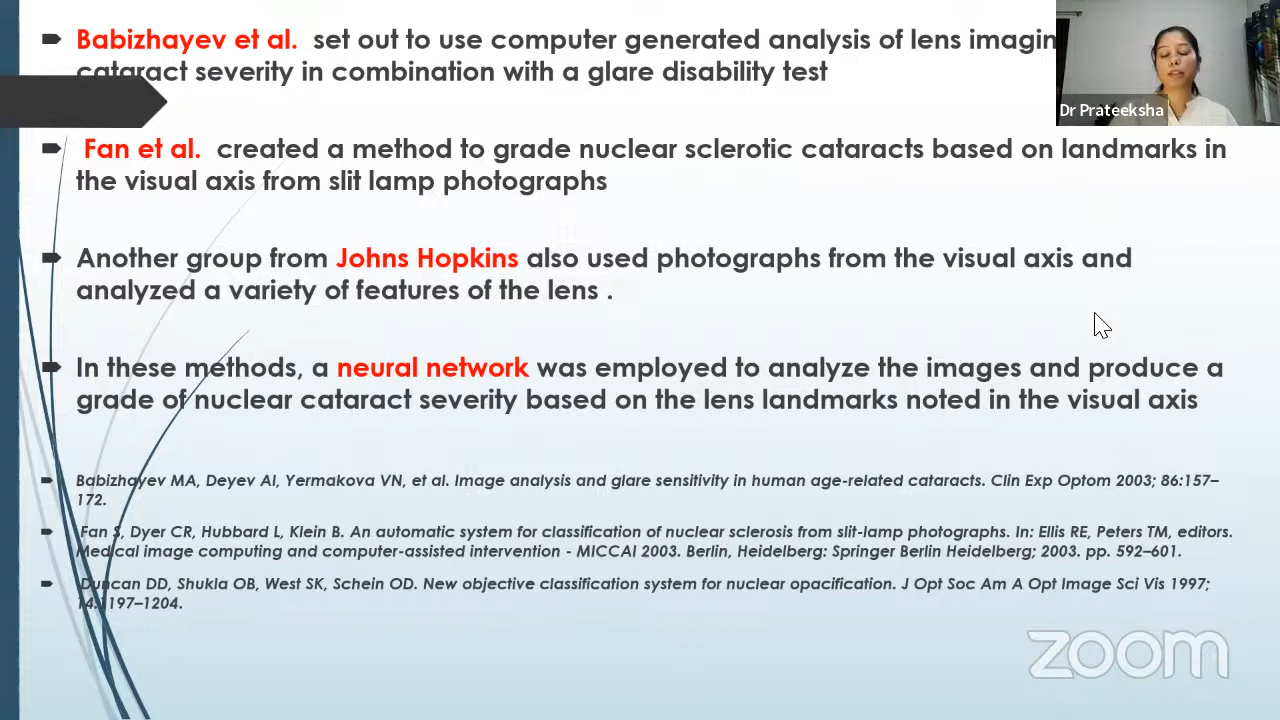 Babizhayev et al. set out to use computer generated analysis of lens imagin
cataract severity in combination with a glare disability test
Dr Prateeksha
Fan et al. created a method to grade nuclear sclerotic cataracts based on landmarks in
the visual axis from slit lamp photographs
Another group from Johns Hopkins also used photographs from the visual axis and
analyzed a variety of features of the lens .
In these methods, a neural network was employed to analyze the images and produce a
grade of nuclear cataract severity based on the lens landmarks noted in the visual axis
Babizhayev MA, Deyev AI, Yermakova VN, et al. Image analysis and glare sensitivity in human age-related cataracts. Clin Exp Optom 2003; 86:157–
172.
Fan S, Dyer CR, Hubbard L, Klein B. An automatic system for classification of nuclear sclerosis from slit-lamp photographs. In: Ellis RE, Peters TM, editors.
Medical image computing and computer-assisted intervention - MICCAI 2003. Berlin, Heidelberg: Springer Berlin Heidelberg; 2003. pp. 592–601.
Duncan DD, Shukla OB, West SK, Schein OD. New objective classification system for nuclear opacification. J Opt Soc Am A Opt Image Sci Vis 1997;
14:1197–1204.
zoom